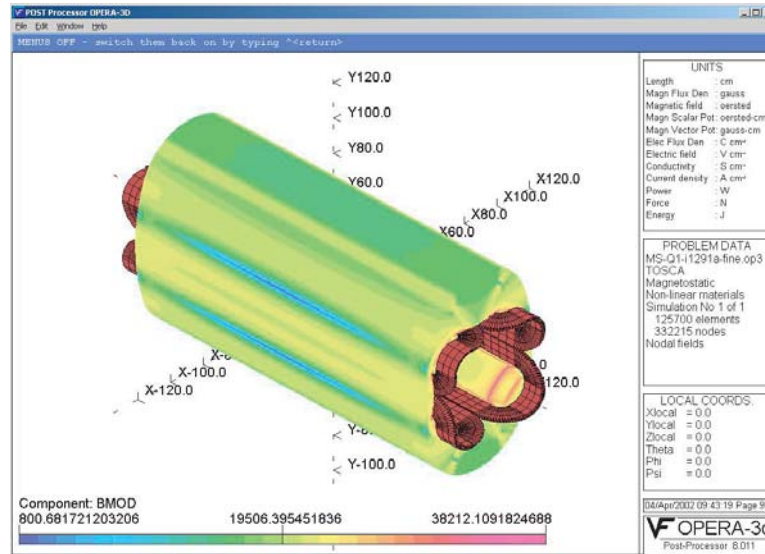 POST Processor OPERA-3D
File Edit Window Help
MENUS OFF - switch them back on by typing ^<return>
Y120.0
Y100.0
Y80.0
Y60.0
X120.0
X100.0
X80.0
X60.0
X-100.0
X-120.0
120.0
Y-100.0
Component: BMOD
800.681721203206 19506.395451836 38212.1091824688
UNITS
Length : cm
Magn Flux Den : gauss
Magnetic field : oersted
Magn Scalar Pot : oersted-cm
Magn Vector Pot : gauss-cm
Elec Flux Den : C cm
Electric field : V cm
Conductivity : S cm
Current density : A cm
Power : W
Force : N
Energy : J
PROBLEM DATA
MS-Q1-i1291a-fine.op3
TOSCA
Magnetostatic
Non-linear materials
Simulation No 1 of 1
125700 elements
332215 nodes
Nodal fields
LOCAL COORDS.
Xlocal = 0.0
Ylocal = 0.0
Zlocal = 0.0
Theta = 0.0
Phi = 0.0
Psi = 0.0
04/Apr/2002 09:43:19 Page 9
VF OPERA-3d
Post-Processor 8.011